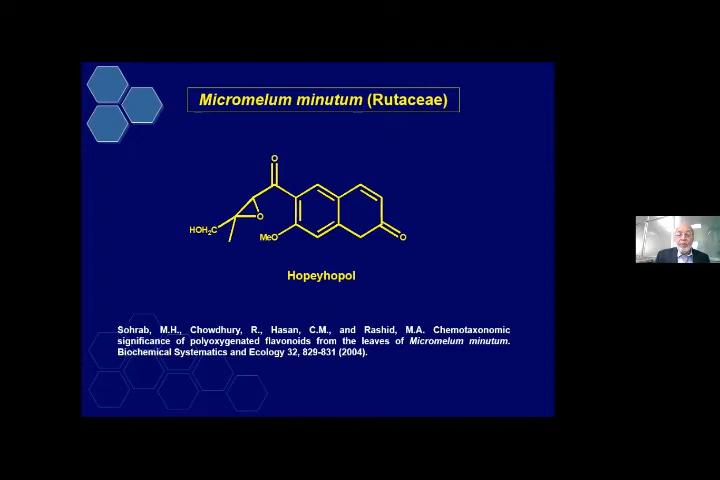 Micromelum minutum (Rutaceae)
O
O
HOH₂C
MeO
O
Hopeyhopol
Sohrab, M.H., Chowdhury, R., Hasan, C.M., and Rashid, M.A. Chemotaxonomic
significance of polyoxygenated flavonoids from the leaves of Micromelum minutum.
Biochemical Systematics and Ecology 32, 829-831 (2004).